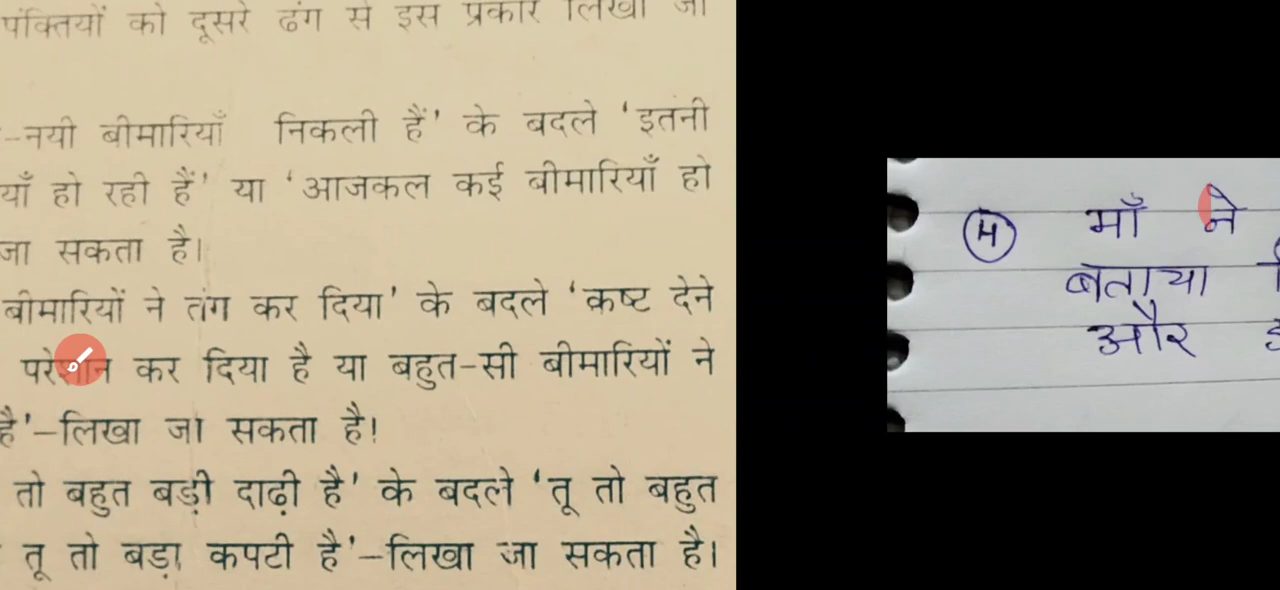 पंक्तियों को दूसरे ढंग से इस प्रकार लिखा जा
-नयी बीमारियाँ निकली हैं' के बदले 'इतनी
याँ हो रही हैं' या 'आजकल कई बीमारियाँ हो
जा सकता है।
बीमारियों ने तंग कर दिया' के बदले 'कष्ट देने
परेशान कर दिया है या बहुत-सी बीमारियों ने
है'-लिखा जा सकता है!
तो बहुत बड़ी दाढ़ी है' के बदले 'तू तो बहुत
तू तो बड़ा कपटी है'-लिखा जा सकता है।
4 माँ ने
बताया
और